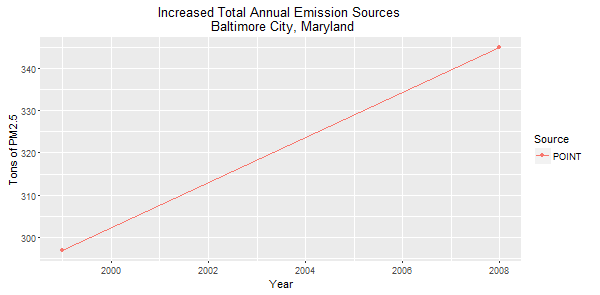 Increased Total Annual Emission Sources
Baltimore City, Maryland
340
330
320
310
300
Tons of PM2.5
2000 2002 2004 2006 2008
Year
Source
POINT